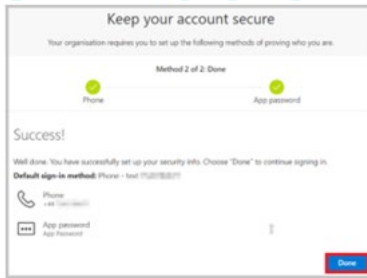 Keep your account secure
Your organisation requires you to set up the following methods of proving who you are.
Method 2 of 2: Done
Phone App password
Success!
Well done. You have successfully set up your security info. Choose "Done" to continue signing in.
Default sign-in method: Phone - text
Phone
+44
App password
App Password
Done